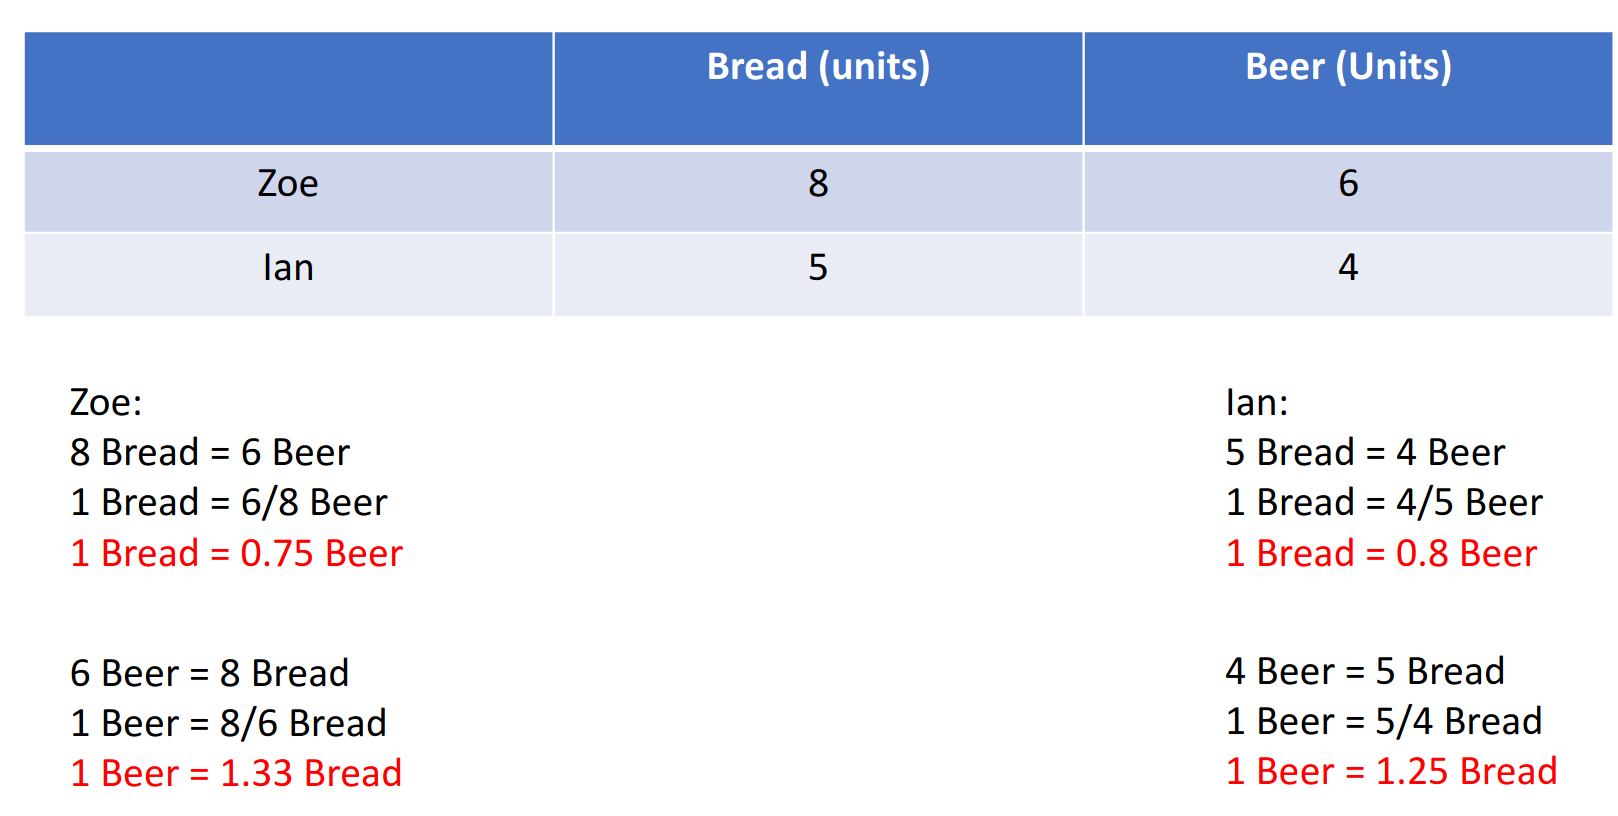 Bread (units) Beer (Units)
Zoe 8 6
Ian 5 4
Zoe:
8 Bread = 6 Beer
1 Bread = 6/8 Beer
1 Bread = 0.75 Beer
6 Beer = 8 Bread
1 Beer = 8/6 Bread
1 Beer = 1.33 Bread
Ian:
5 Bread = 4 Beer
1 Bread = 4/5 Beer
1 Bread = 0.8 Beer
4 Beer = 5 Bread
1 Beer = 5/4 Bread
1 Beer = 1.25 Bread